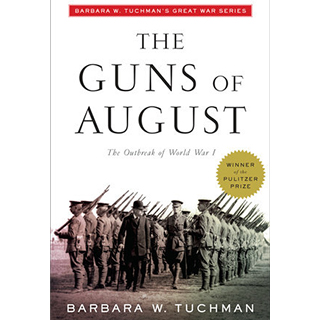 BARBARA W. TUCHMAN'S GREAT WAR SERIES
THE
GUNS OF
AUGUST
The Outbreak of World War I
WINNER
of the
PULITZER
PRIZE
BARBARA W. TUCHMAN